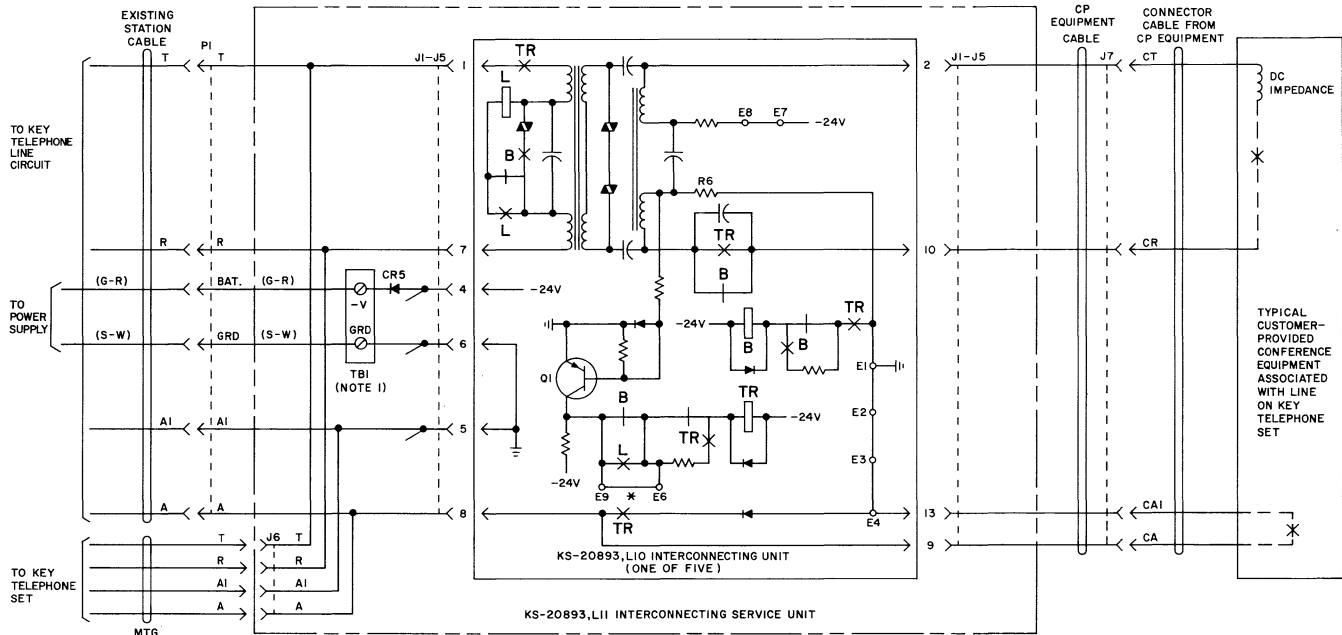 EXISTING
STATION
CABLE
CP
EQUIPMENT
CABLE
CONNECTOR
CABLE FROM
CP EQUIPMENT
T
P1
T
J1-J5
1
TR
2
J1-J5
J7
CT
DC
IMPEDANCE
L
E8
E7
-24V
TO KEY
TELEPHONE
LINE
CIRCUIT
B
L
R6
TR
B
R
R
7
10
CR
(G-R)
BAT.
(G-R)
-V
CR5
4
-24V
TO
POWER
SUPPLY
(S-W)
GRD
(S-W)
GRD
TB1
(NOTE 1)
6
-24V
B
B
TR
E1
TYPICAL
CUSTOMER-
PROVIDED
CONFERENCE
EQUIPMENT
ASSOCIATED
WITH LINE
ON KEY
TELEPHONE
SET
Q1
B
TR
TR
-24V
E2
A1
A1
5
L
-24V
E9
*
E6
E3
A
A
8
TR
E4
13
CA1
9
CA
KS-20893,L10 INTERCONNECTING UNIT
(ONE OF FIVE)
TO KEY
TELEPHONE
SET
T
J6
T
R
R
A1
A1
A
A
KS-20893,L11 INTERCONNECTING SERVICE UNIT
MTG